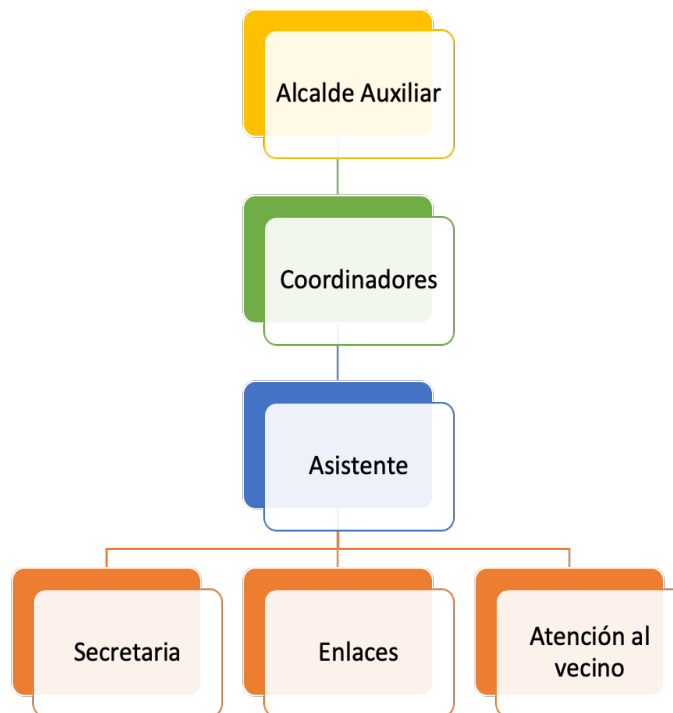 Alcalde Auxiliar
Coordinadores
Asistente
Secretaria
Enlaces
Atención al
vecino